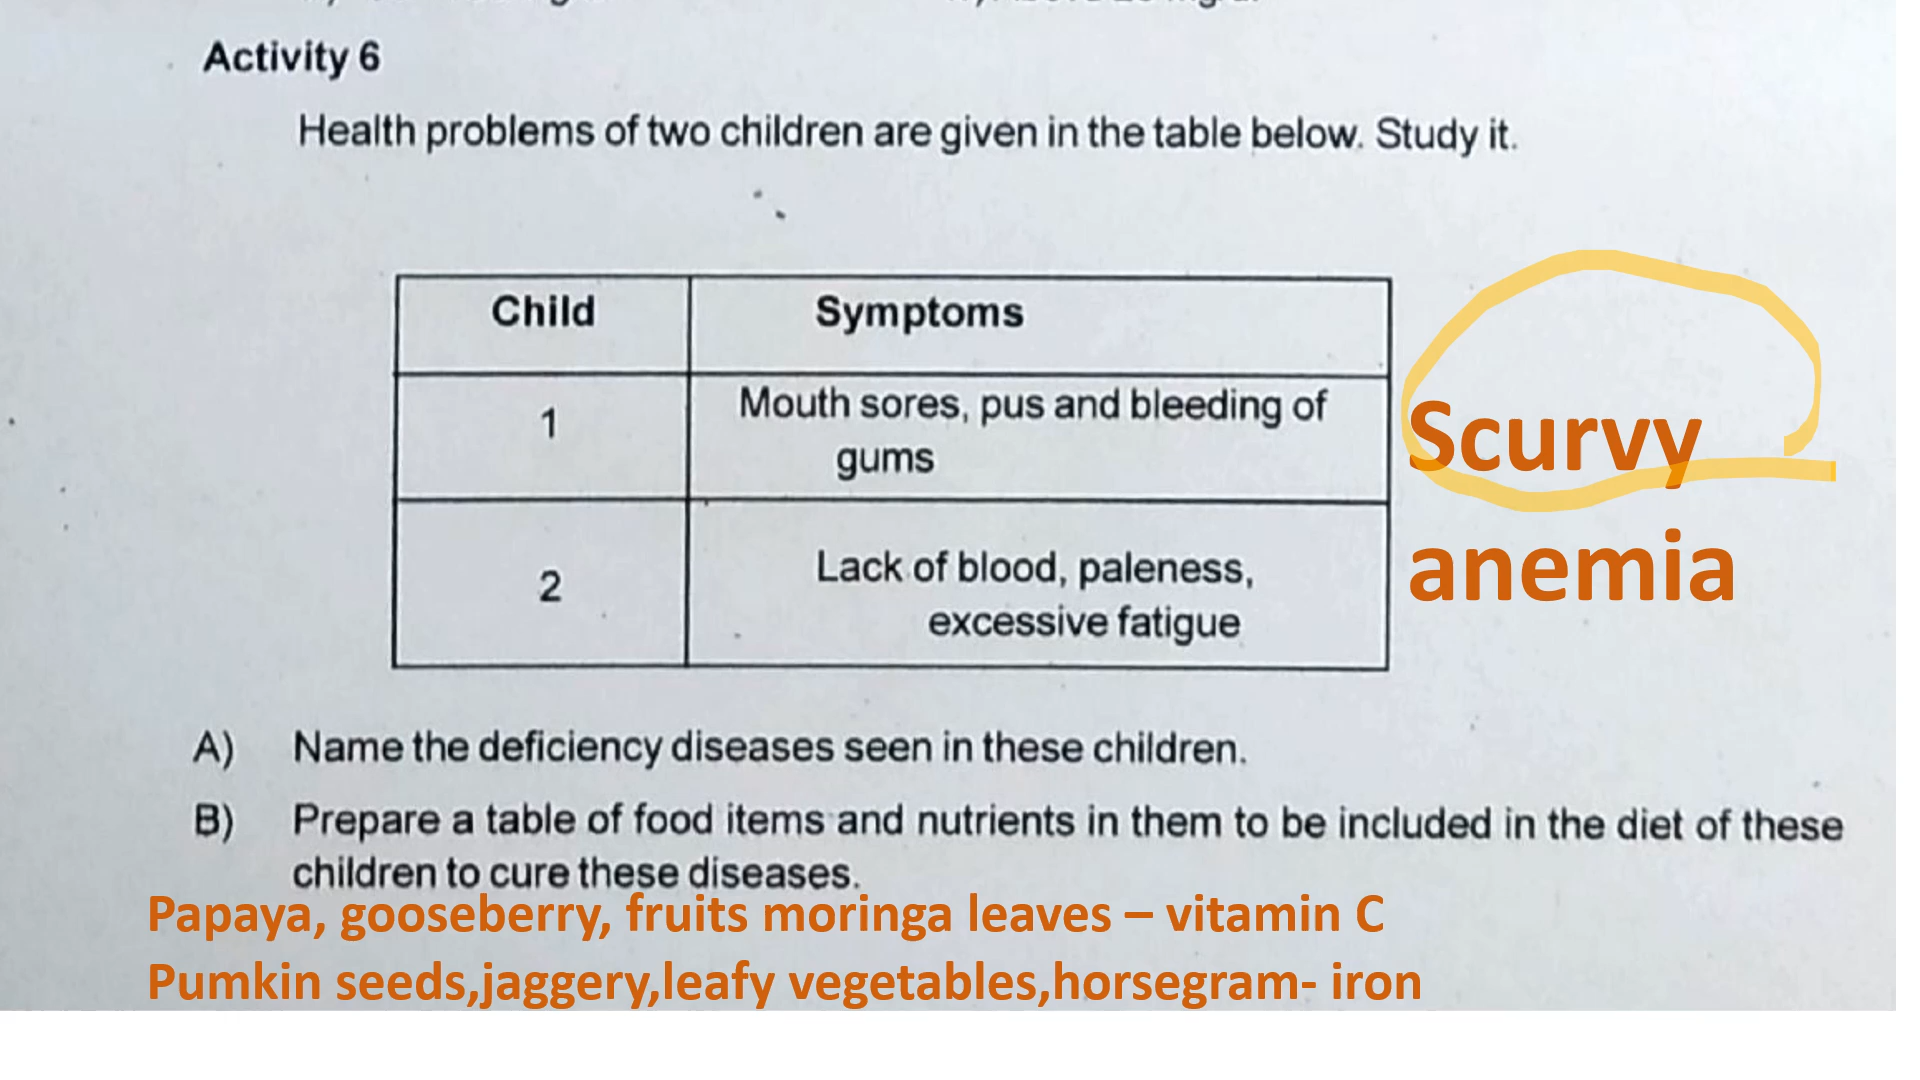 Activity 6
Health problems of two children are given in the table below. Study it.
Child Symptoms
1 Mouth sores, pus and bleeding of
gums
Scurvy
2 Lack of blood, paleness,
excessive fatigue
anemia
A) Name the deficiency diseases seen in these children.
B) Prepare a table of food items and nutrients in them to be included in the diet of these
children to cure these diseases.
Papaya, gooseberry, fruits moringa leaves – vitamin C
Pumkin seeds,jaggery,leafy vegetables,horsegram- iron